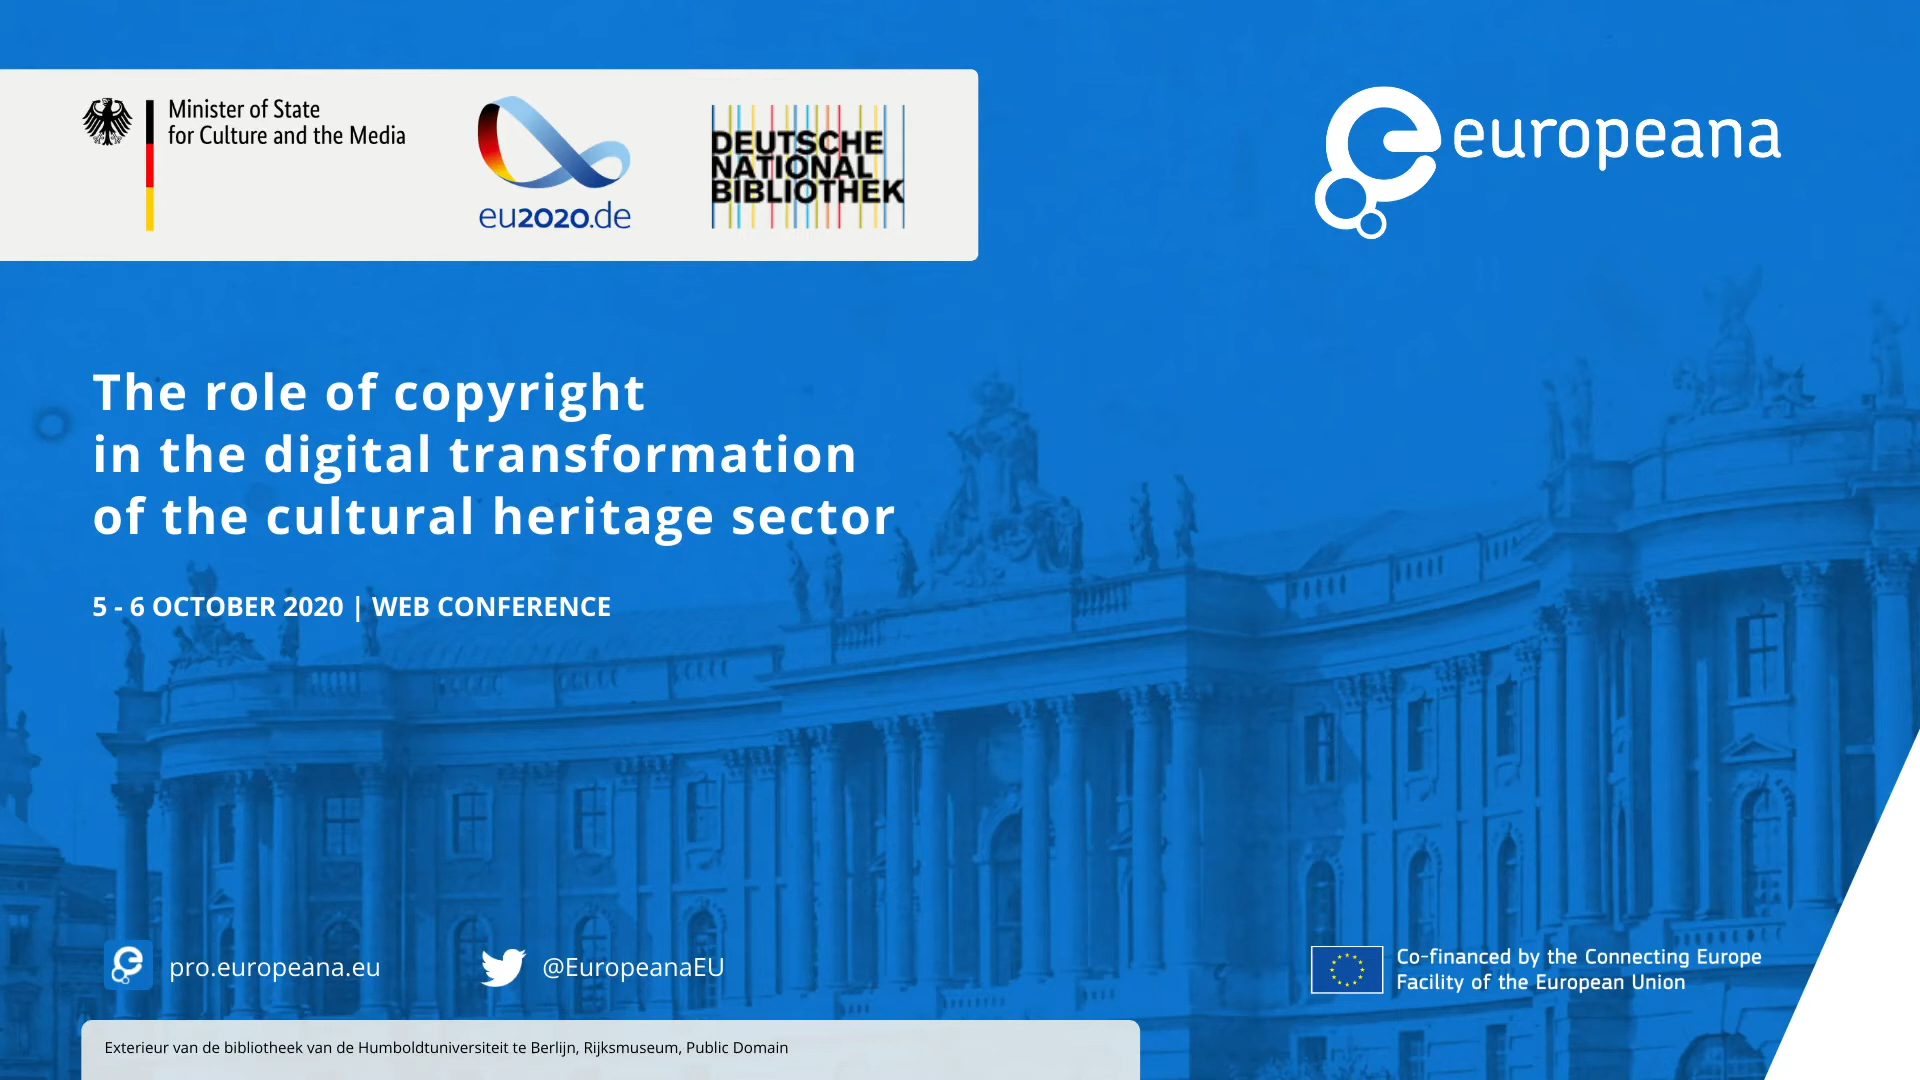 Minister of State
for Culture and the Media
eu2020.de
DEUTSCHE
NATIONAL
BIBLIOTHEK
europeana
The role of copyright
in the digital transformation
of the cultural heritage sector
5 - 6 OCTOBER 2020 | WEB CONFERENCE
pro.europeana.eu
@EuropeanaEU
Co-financed by the Connecting Europe
Facility of the European Union
Exterieur van de bibliotheek van de Humboldtuniversiteit te Berlijn, Rijksmuseum, Public Domain